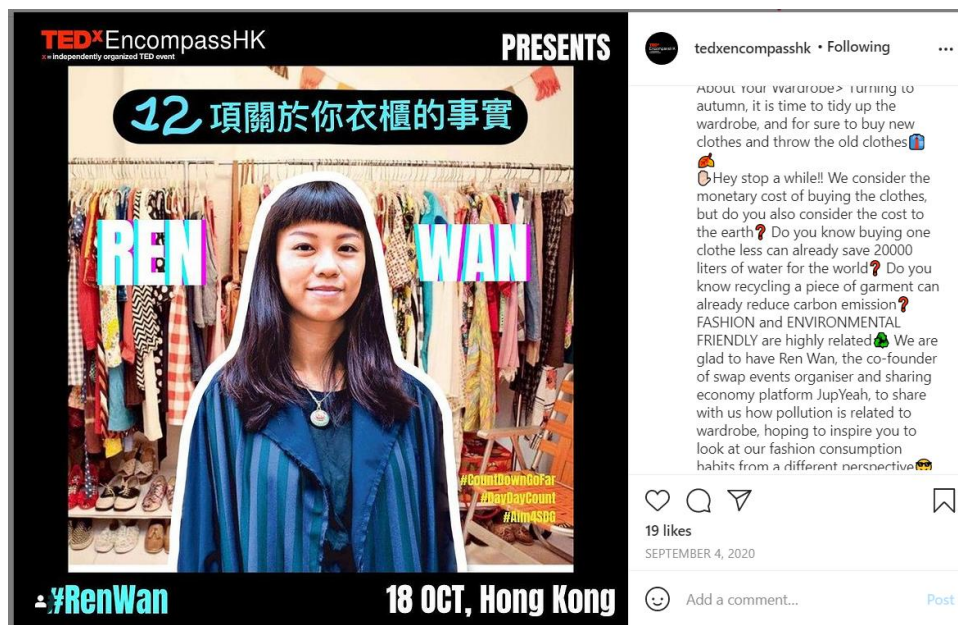 TEDxEncompassHK
x = independently organized TED event
PRESENTS
12 項關於你衣櫃的事實
REN WAN
#CountDownGoFar
#DayDayCount
#Aim4SDG
#RenWan
18 OCT, Hong Kong
tedxencompasshk • Following
About Your Wardrobe> Turning to
autumn, it is time to tidy up the
wardrobe, and for sure to buy new
clothes and throw the old clothes
Hey stop a while!! We consider the
monetary cost of buying the clothes,
but do you also consider the cost to
the earth❓ Do you know buying one
clothe less can already save 20000
liters of water for the world❓ Do you
know recycling a piece of garment can
already reduce carbon emission❓
FASHION and ENVIRONMENTAL
FRIENDLY are highly related We are
glad to have Ren Wan, the co-founder
of swap events organiser and sharing
economy platform JupYeah, to share
with us how pollution is related to
wardrobe, hoping to inspire you to
look at our fashion consumption
habits from a different perspective
19 likes
SEPTEMBER 4, 2020
Add a comment...
Post